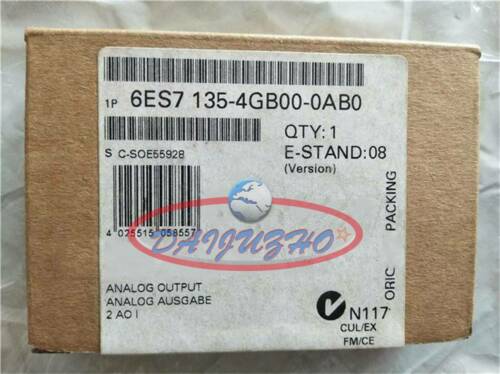 1P 6ES7 135-4GB00-0AB0
QTY: 1
E-STAND:08
(Version)
S C-SOE55928
4 025515 058557
DAIJUZHO
ANALOG OUTPUT
ANALOG AUSGABE
2 AO I
N117
CUL/EX
FM/CE
ORIC PACKING